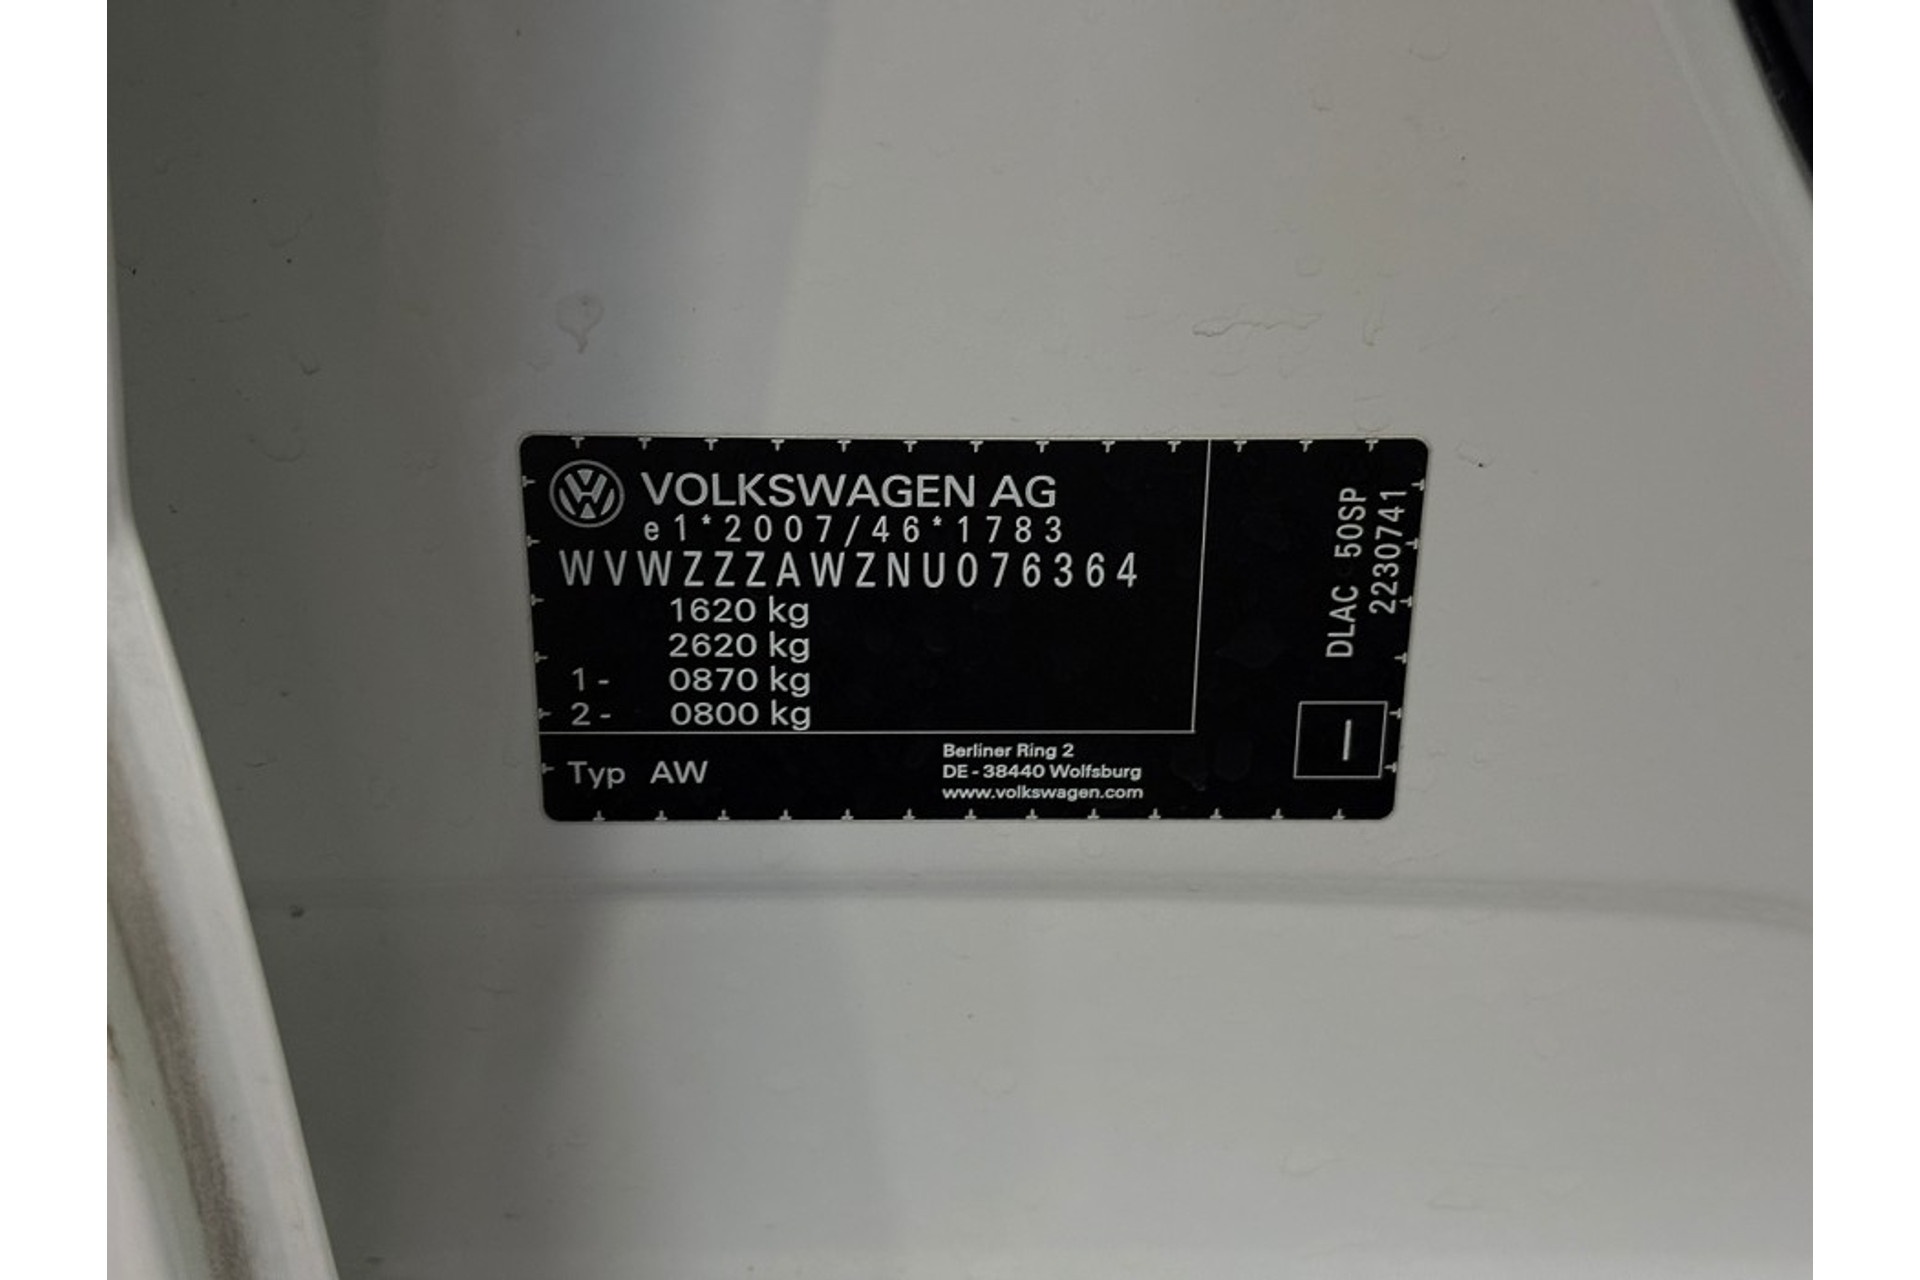 VOLKSWAGEN AG
e1*2007/46*1783
WVWZZZAWZNU076364
1620 kg
2620 kg
1- 0870 kg
2- 0800 kg
Typ AW
Berliner Ring 2
DE-38440 Wolfsburg
www.volkswagen.com
DLAC 50SP
2230741